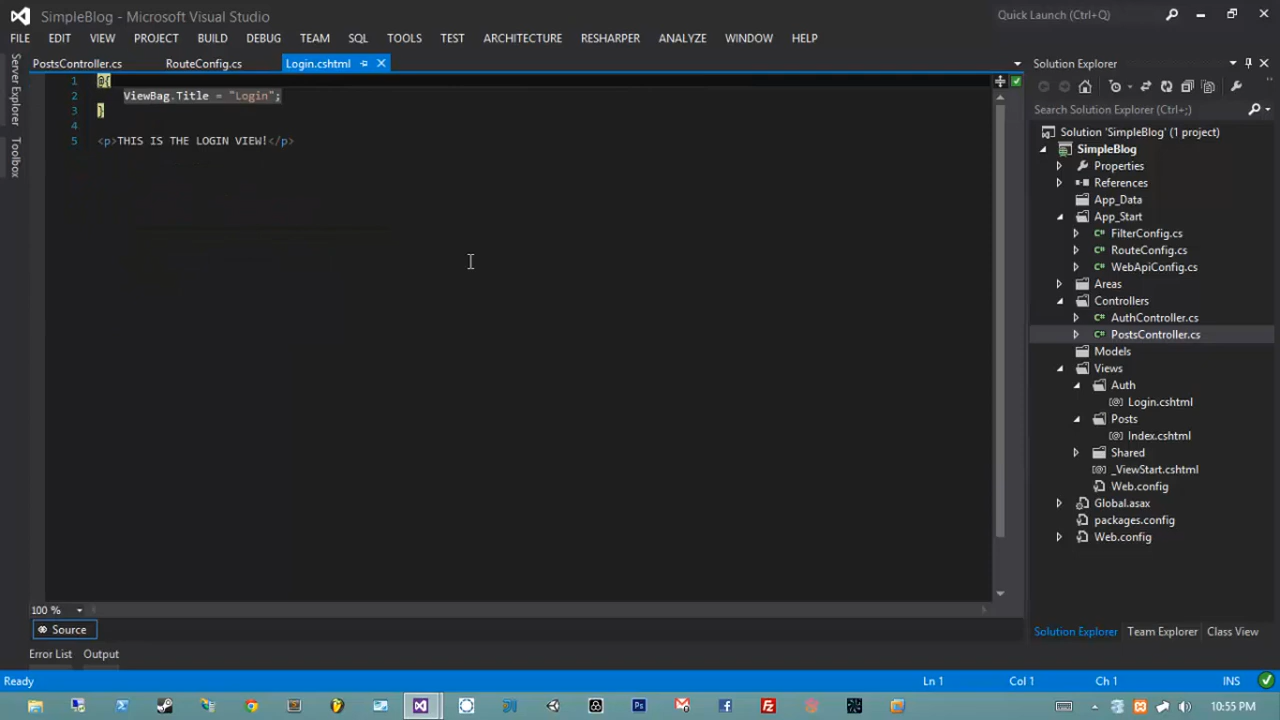 SimpleBlog - Microsoft Visual Studio
Quick Launch (Ctrl+Q)
FILE EDIT VIEW PROJECT BUILD DEBUG TEAM SQL TOOLS TEST ARCHITECTURE RESHARPER ANALYZE WINDOW HELP
Server Explorer
Toolbox
PostsController.cs RouteConfig.cs Login.cshtml
1 @{
2 ViewBag.Title = "Login";
3 }
4
5 <p>THIS IS THE LOGIN VIEW!</p>
100 %
Source
Error List Output
Solution Explorer
Search Solution Explorer (Ctrl+;)
Solution 'SimpleBlog' (1 project)
SimpleBlog
Properties
References
App_Data
App_Start
FilterConfig.cs
RouteConfig.cs
WebApiConfig.cs
Areas
Controllers
AuthController.cs
PostsController.cs
Models
Views
Auth
Login.cshtml
Posts
Index.cshtml
Shared
_ViewStart.cshtml
Web.config
Global.asax
packages.config
Web.config
Solution Explorer Team Explorer Class View
Ready Ln 1 Col 1 Ch 1 INS
10:55 PM